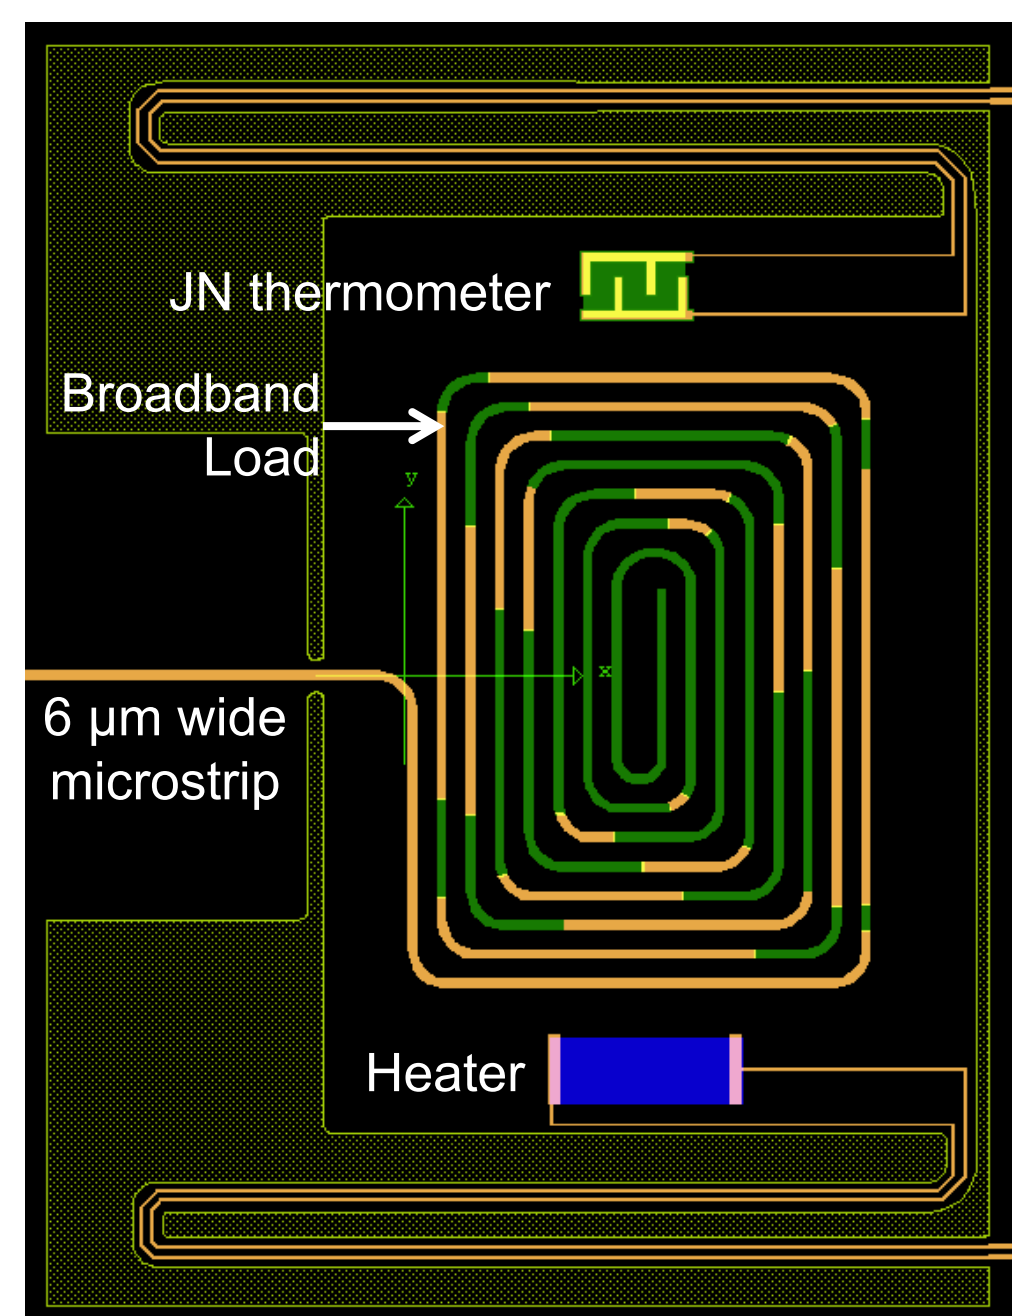 JN thermometer
Broadband
Load
y
x
6 µm wide
microstrip
Heater